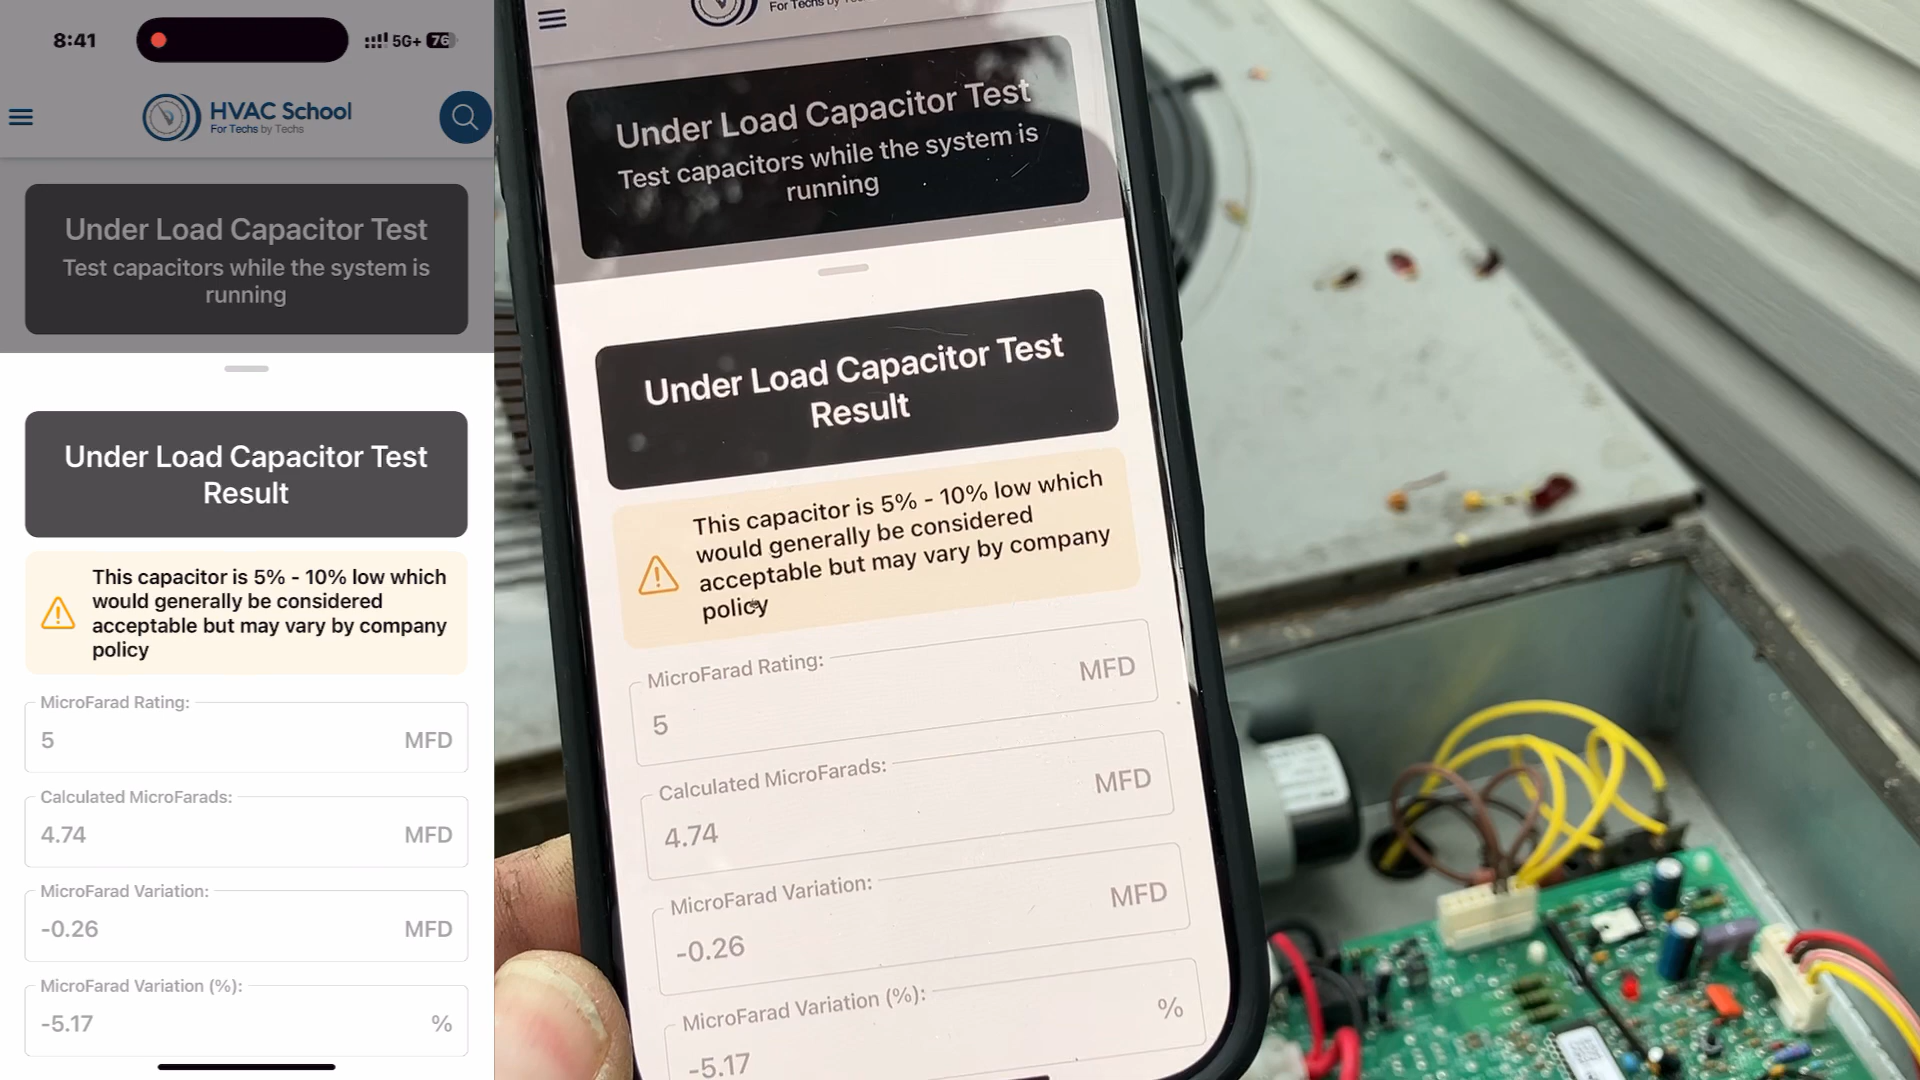 8:41
5G+ 76
HVAC School
For Techs by Techs
Under Load Capacitor Test
Test capacitors while the system is
running
Under Load Capacitor Test
Result
This capacitor is 5% - 10% low which
would generally be considered
acceptable but may vary by company
policy
MicroFarad Rating:
5 MFD
Calculated MicroFarads:
4.74 MFD
MicroFarad Variation:
-0.26 MFD
MicroFarad Variation (%):
-5.17 %
For Techs by
Under Load Capacitor Test
Test capacitors while the system is
running
Under Load Capacitor Test
Result
This capacitor is 5% - 10% low which
would generally be considered
acceptable but may vary by company
policy
MicroFarad Rating:
5 MFD
Calculated MicroFarads:
4.74 MFD
MicroFarad Variation:
-0.26 MFD
MicroFarad Variation (%):
-5.17 %